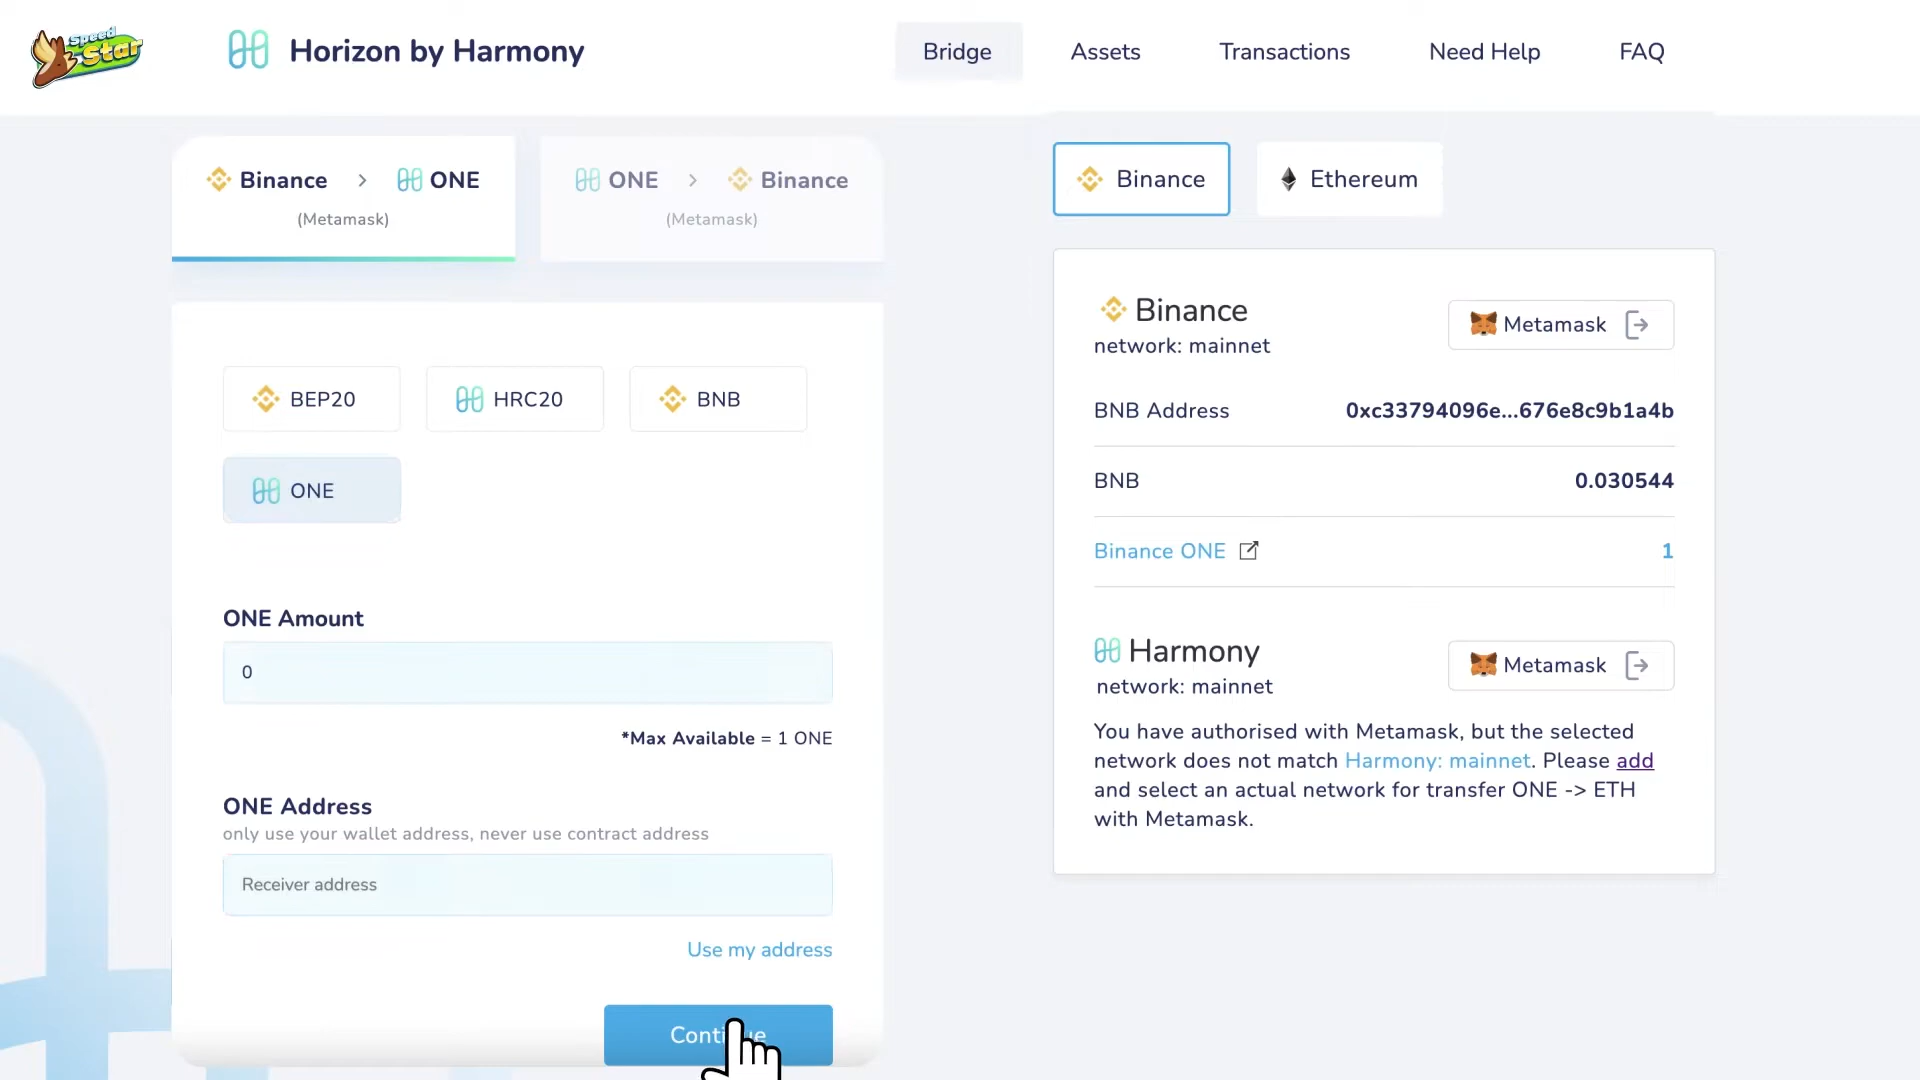 Speed
Star
Horizon by Harmony
Bridge
Assets
Transactions
Need Help
FAQ
Binance > ONE
(Metamask)
ONE > Binance
(Metamask)
Binance
Ethereum
BEP20
HRC20
BNB
ONE
ONE Amount
0
*Max Available = 1 ONE
ONE Address
only use your wallet address, never use contract address
Receiver address
Use my address
Continue
Binance
network: mainnet
Metamask
BNB Address
0xc33794096e...676e8c9b1a4b
BNB
0.030544
Binance ONE
1
Harmony
network: mainnet
Metamask
You have authorised with Metamask, but the selected
network does not match Harmony: mainnet. Please add
and select an actual network for transfer ONE -> ETH
with Metamask.